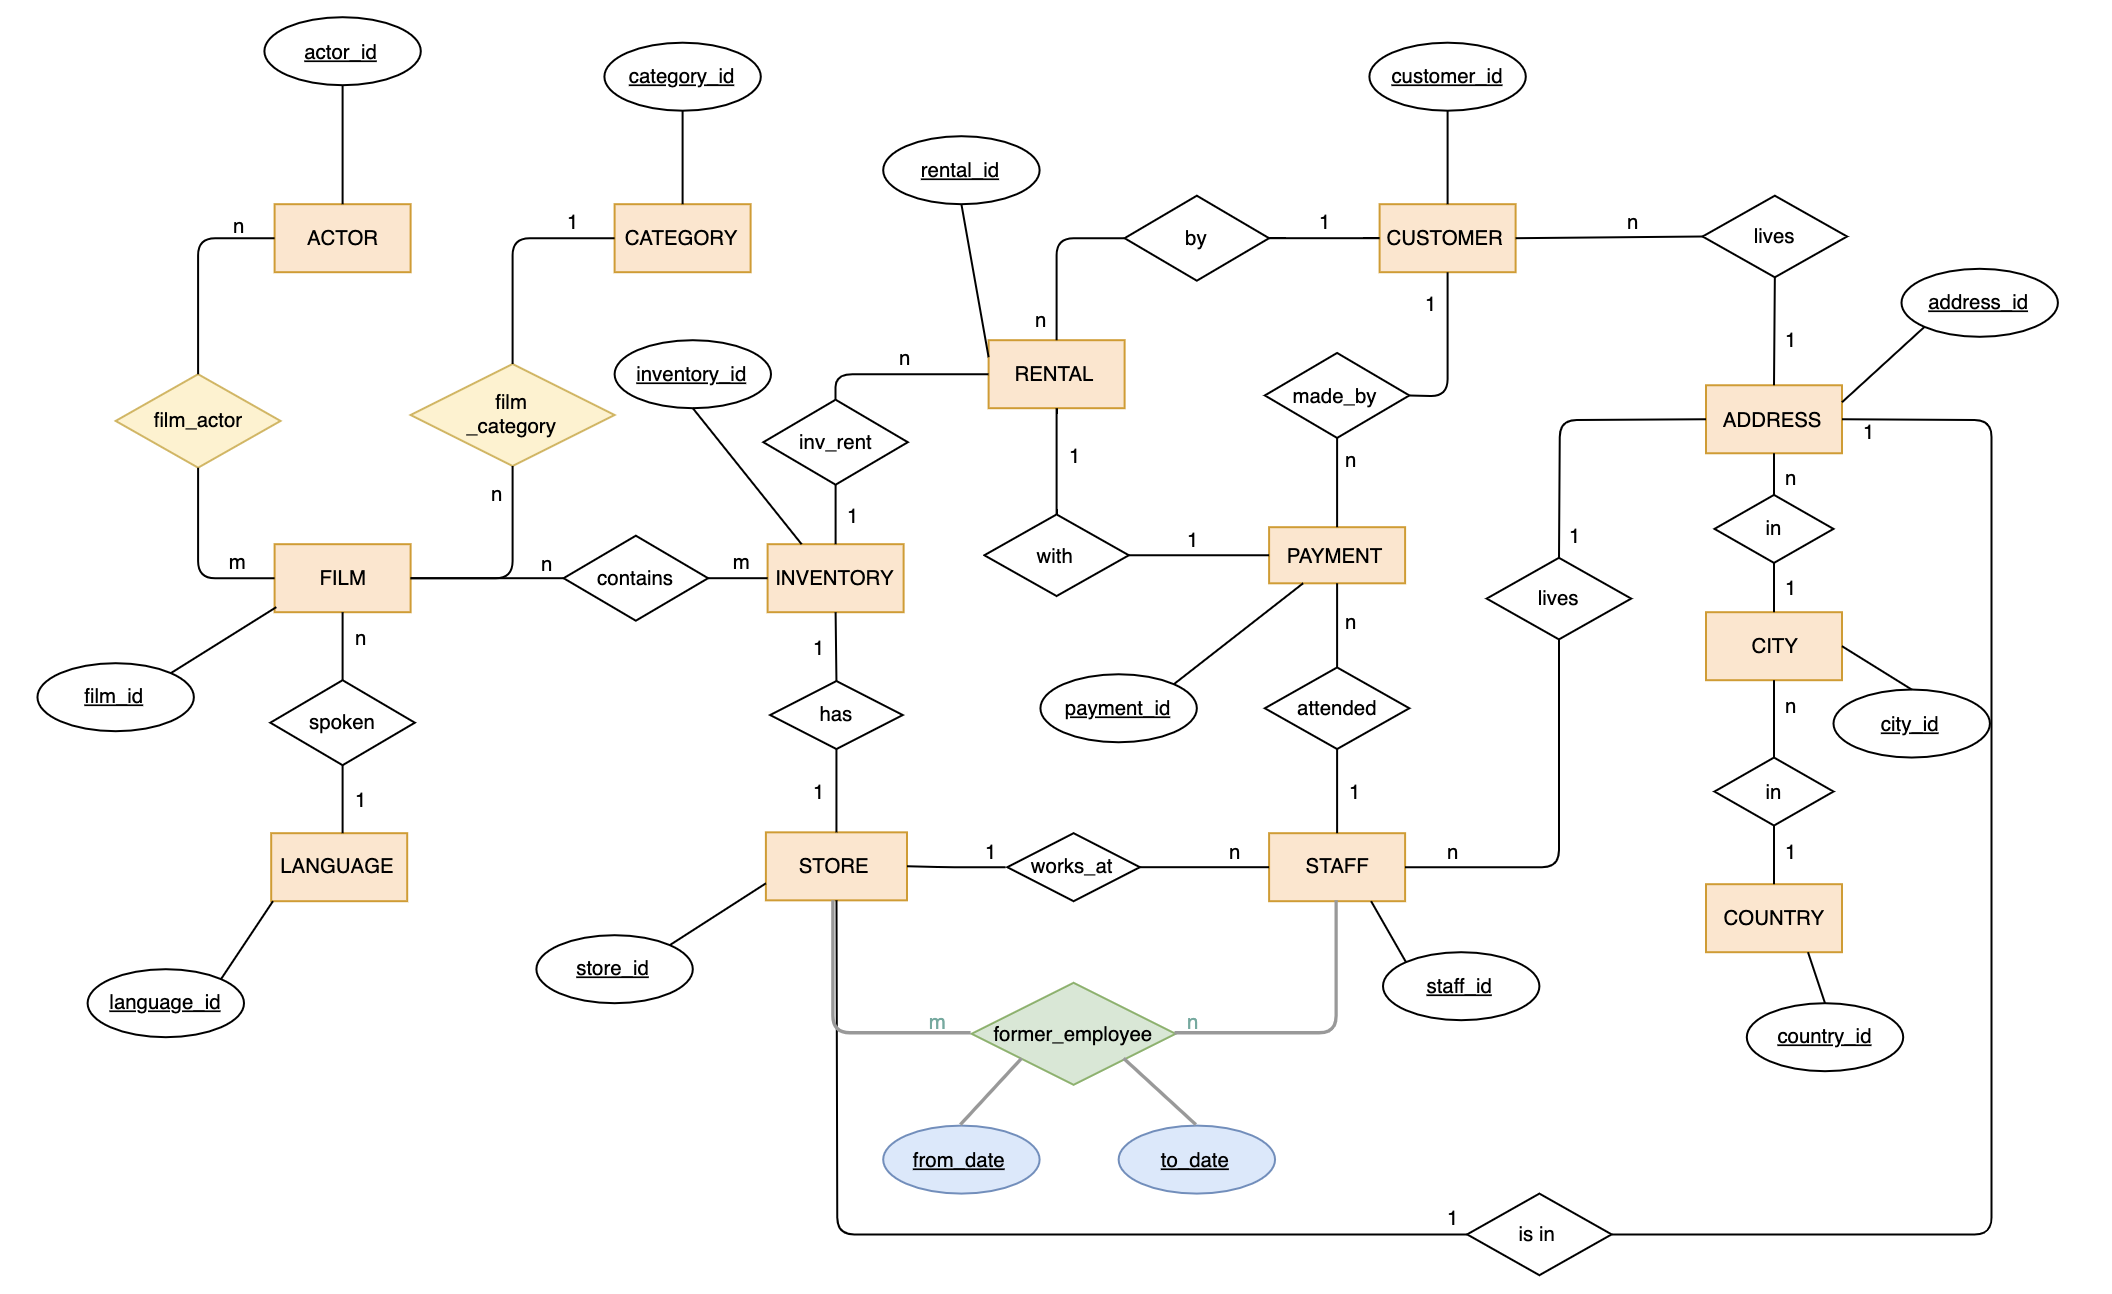 actor_id
category_id
customer_id
rental_id
n
ACTOR
1
CATEGORY
by
1
CUSTOMER
n
lives
address_id
1
n
1
n
inventory_id
RENTAL
made_by
film_actor
film
_category
inv_rent
1
n
ADDRESS
1
n
n
1
1
in
m
FILM
n
contains
m
INVENTORY
with
1
PAYMENT
lives
1
n
1
n
CITY
film_id
spoken
has
payment_id
attended
n
city_id
1
1
1
in
LANGUAGE
STORE
1
works_at
n
STAFF
n
1
COUNTRY
language_id
store_id
staff_id
m
former_employee
n
country_id
from_date
to_date
1
is in